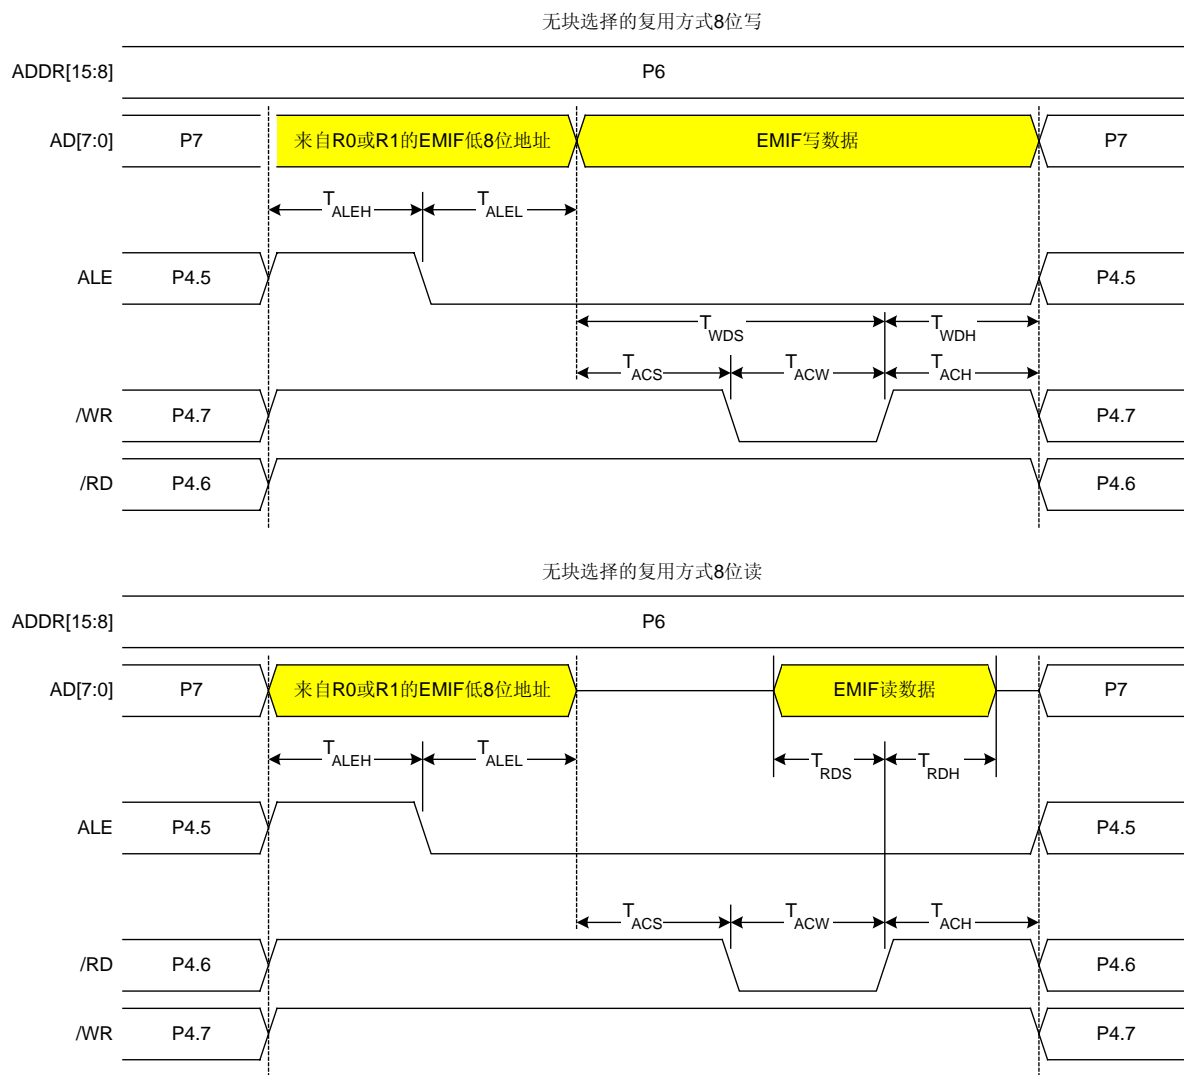 无块选择的复用方式8位写
ADDR[15:8] P6
AD[7:0] P7 来自R0或R1的EMIF低8位地址 EMIF写数据 P7
TALEH TALEL
ALE P4.5 P4.5
TWDS TWDH
TACS TACW TACH
/WR P4.7 P4.7
/RD P4.6 P4.6
无块选择的复用方式8位读
ADDR[15:8] P6
AD[7:0] P7 来自R0或R1的EMIF低8位地址 EMIF读数据 P7
TALEH TALEL TRDS TRDH
ALE P4.5 P4.5
TACS TACW TACH
/RD P4.6 P4.6
/WR P4.7 P4.7